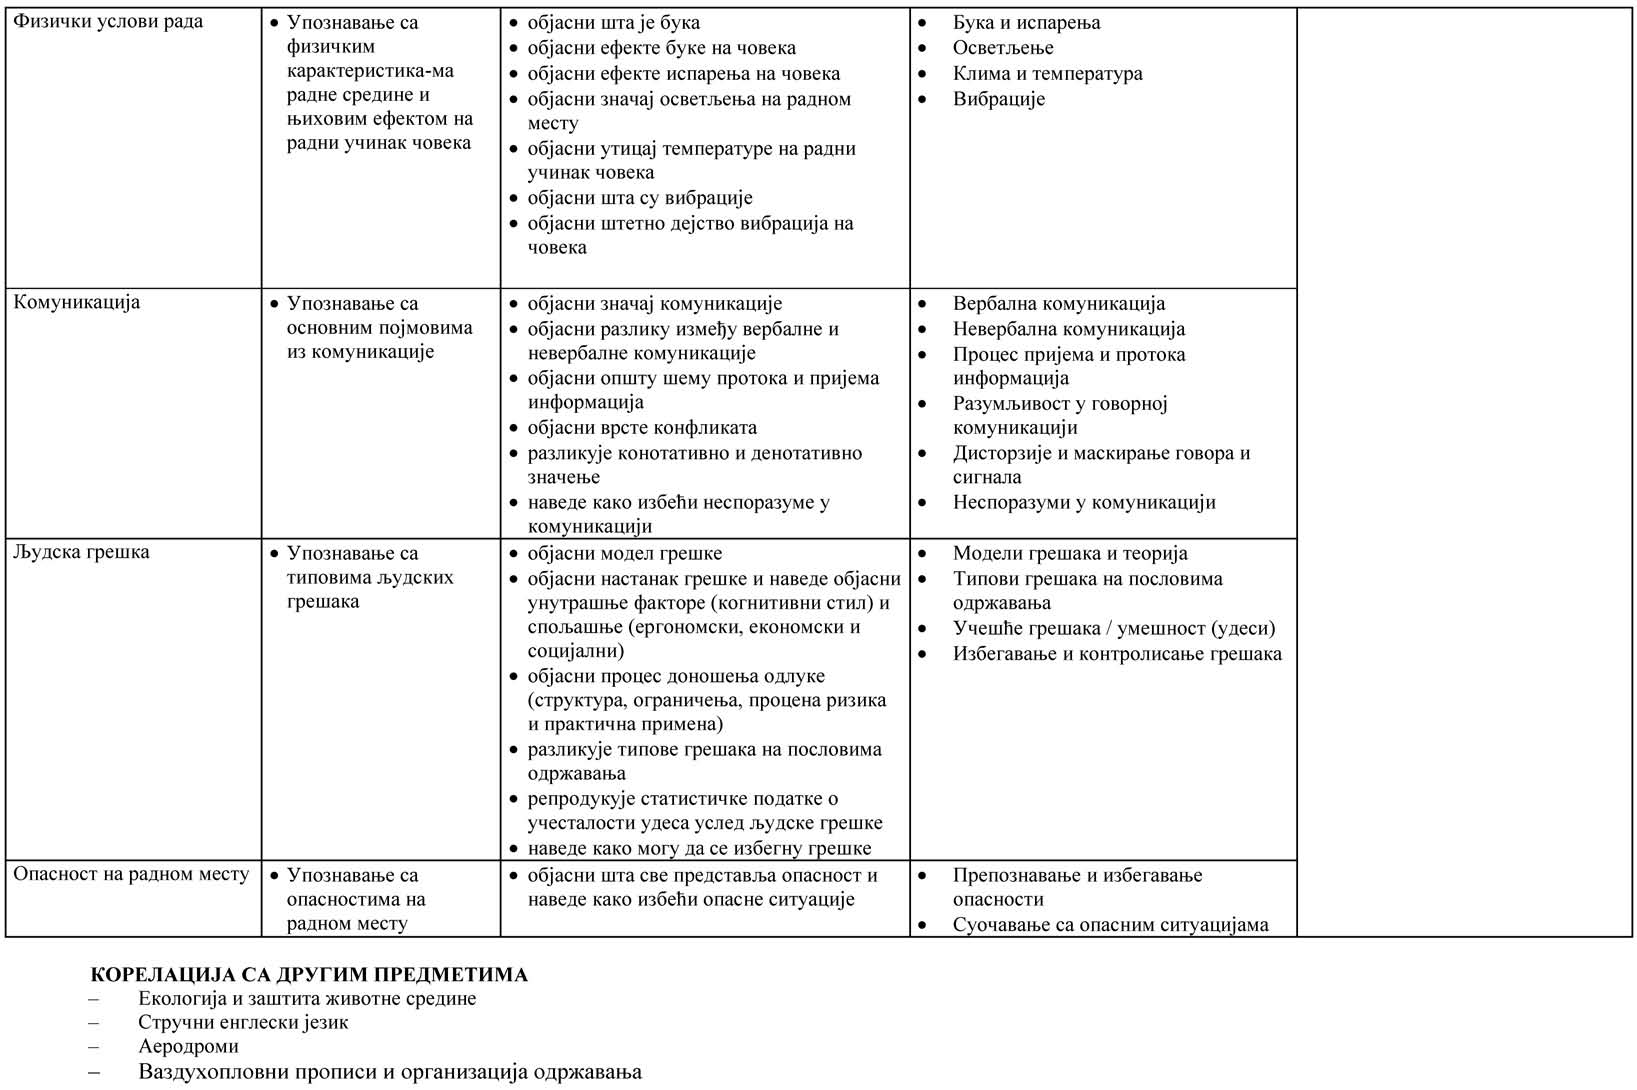 Физички услови рада
• Упознавање са
физичким
карактеристика-ма
радне средине и
њиховим ефектом на
радни учинак човека
• објасни шта је бука
• објасни ефекте буке на човека
• објасни ефекте испарења на човека
• објасни значај осветљења на радном
месту
• објасни утицај температуре на радни
учинак човека
• објасни шта су вибрације
• објасни штетно дејство вибрација на
човека
• Бука и испарења
• Осветљење
• Клима и температура
• Вибрације
Комуникација
• Упознавање са
основним појмовима
из комуникације
• објасни значај комуникације
• објасни разлику између вербалне и
невербалне комуникације
• објасни општу шему протока и пријема
информација
• објасни врсте конфликата
• разликује конотативно и денотативно
значење
• наведе како избећи неспоразуме у
комуникацији
• Вербална комуникација
• Невербална комуникација
• Процес пријема и протока
информација
• Разумљивост у говорној
комуникацији
• Дисторзије и маскирање говора и
сигнала
• Неспоразуми у комуникацији
Људска грешка
• Упознавање са
типовима људских
грешака
• објасни модел грешке
• објасни настанак грешке и наведе објасни
унутрашње факторе (когнитивни стил) и
спољашње (ергономски, економски и
социјални)
• објасни процес доношења одлуке
(структура, ограничења, процена ризика
и практична примена)
• разликује типове грешака на пословима
одржавања
• репродукује статистичке податке о
учесталости удеса услед људске грешке
• наведе како могу да се избегну грешке
• Модели грешака и теорија
• Типови грешака на пословима
одржавања
• Учешће грешака / умешност (удеси)
• Избегавање и контролисање грешака
Опасност на радном месту
• Упознавање са
опасностима на
радном месту
• објасни шта све представља опасност и
наведе како избећи опасне ситуације
• Препознавање и избегавање
опасности
• Суочавање са опасним ситуацијама
КОРЕЛАЦИЈА СА ДРУГИМ ПРЕДМЕТИМА
– Екологија и заштита животне средине
– Стручни енглески језик
– Аеродроми
– Ваздухопловни прописи и организација одржавања